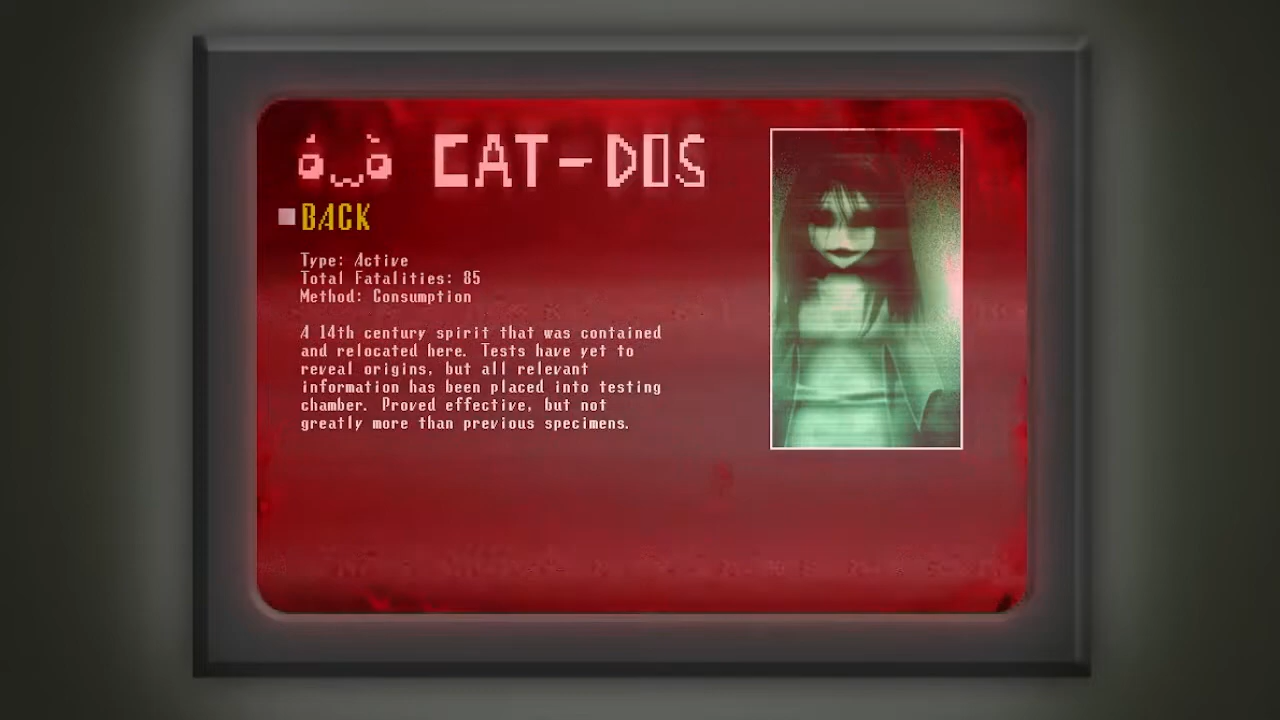 CAT-DOS
BACK
Type: Active
Total Fatalities: 85
Method: Consumption
A 14th century spirit that was contained
and relocated here. Tests have yet to
reveal origins, but all relevant
information has been placed into testing
chamber. Proved effective, but not
greatly more than previous specimens.